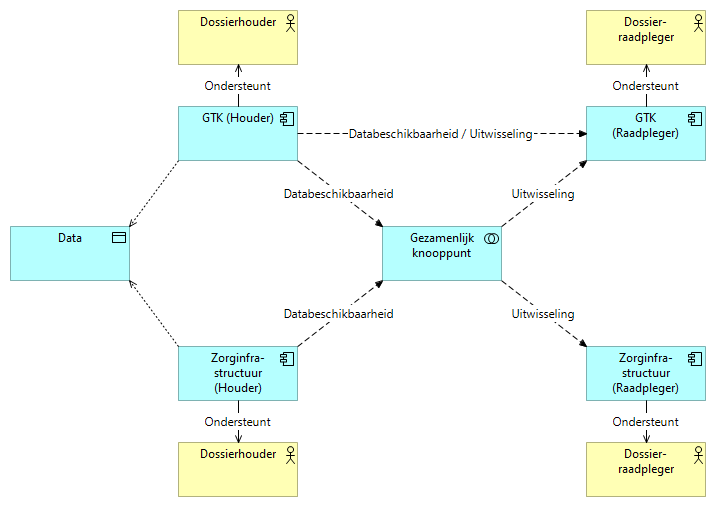 Dossierhouder
Dossier-
raadpleger
Ondersteunt
Ondersteunt
GTK (Houder)
GTK
(Raadpleger)
Databeschikbaarheid / Uitwisseling
Databeschikbaarheid
Uitwisseling
Data
Gezamenlijk
knooppunt
Databeschikbaarheid
Uitwisseling
Zorginfra-
structuur
(Houder)
Zorginfra-
structuur
(Raadpleger)
Ondersteunt
Ondersteunt
Dossierhouder
Dossier-
raadpleger